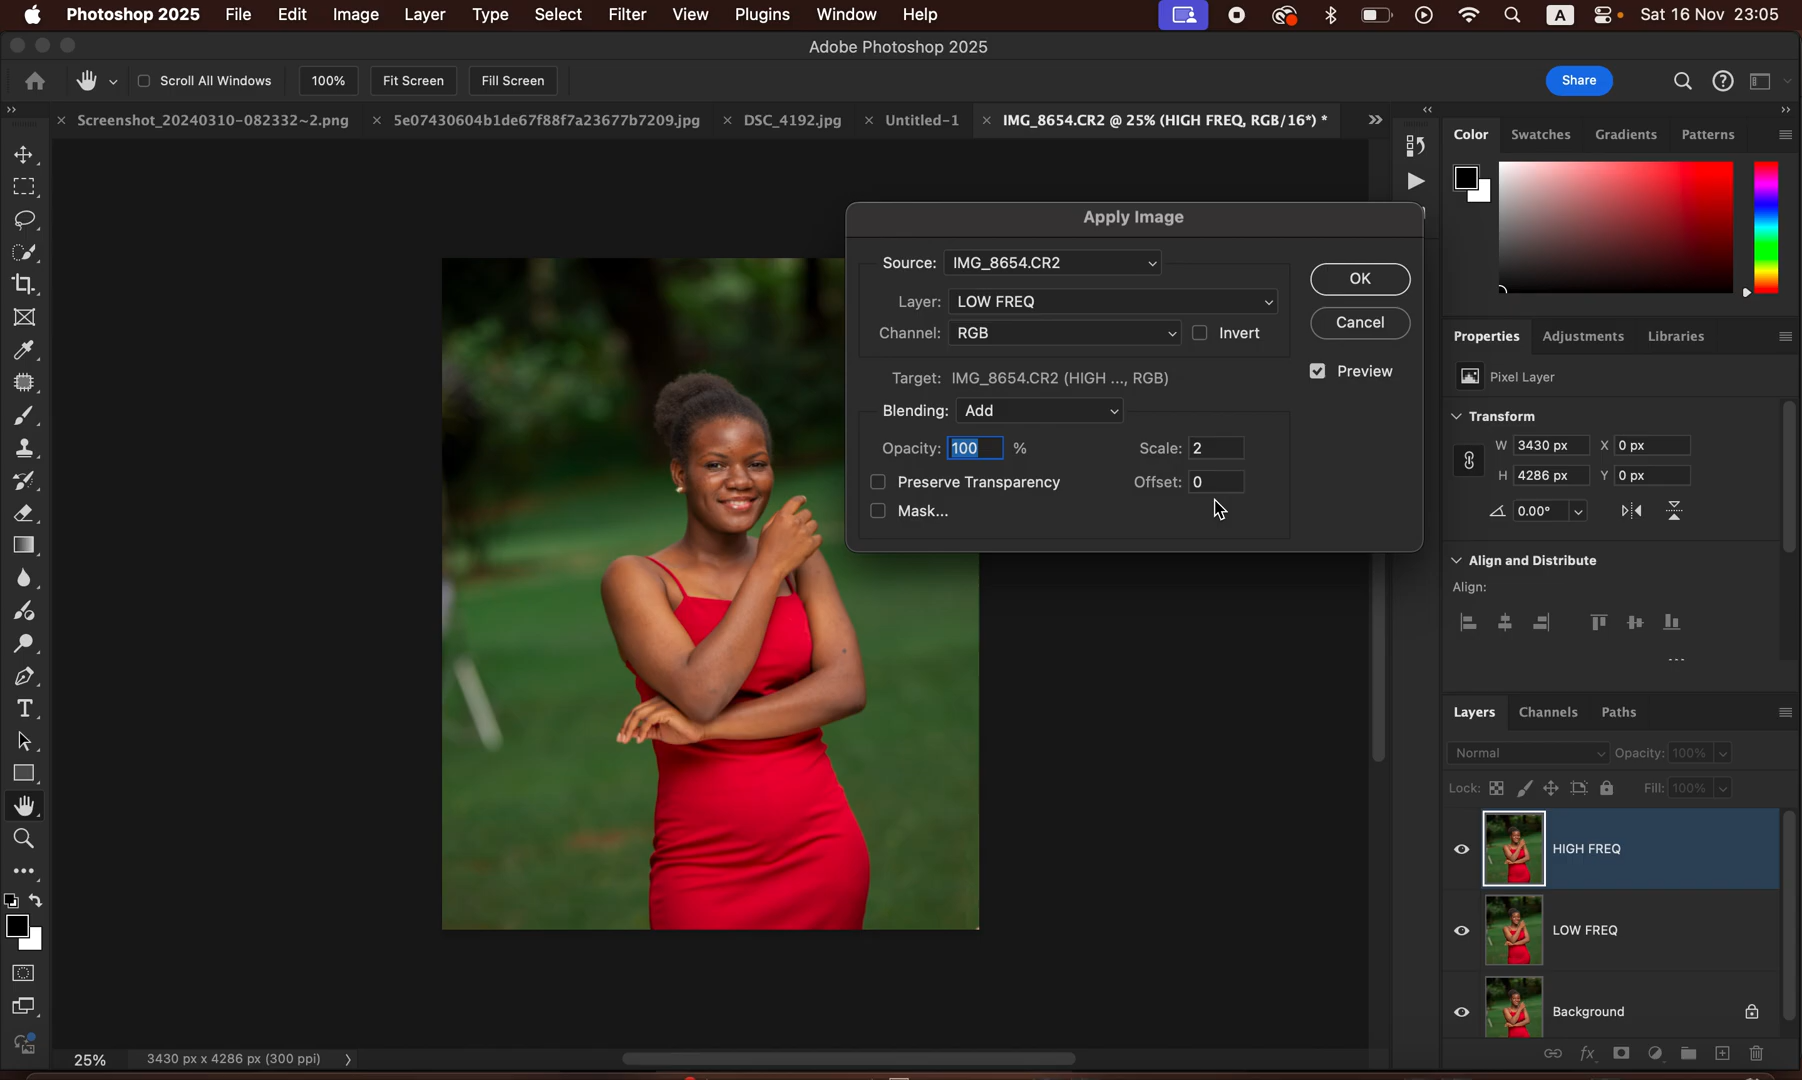 Photoshop 2025 File Edit Image Layer Type Select Filter View Plugins Window Help A Sat 16 Nov 23:05
Adobe Photoshop 2025
Scroll All Windows 100% Fit Screen Fill Screen Share
Screenshot_20240310-082332~2.png 5e07430604b1de67f88f7a23677b7209.jpg DSC_4192.jpg Untitled-1 IMG_8654.CR2 @ 25% (HIGH FREQ, RGB/16*) *
Color Swatches Gradients Patterns
Apply Image
Source: IMG_8654.CR2
OK
Layer: LOW FREQ
Cancel
Channel: RGB Invert
Preview
Target: IMG_8654.CR2 (HIGH ..., RGB)
Blending: Add
Opacity: 100 % Scale: 2
Preserve Transparency Offset: 0
Mask...
Properties Adjustments Libraries
Pixel Layer
Transform
W 3430 px X 0 px
H 4286 px Y 0 px
0.00°
Align and Distribute
Align:
...
Layers Channels Paths
Normal Opacity: 100%
Lock: Fill: 100%
HIGH FREQ
LOW FREQ
Background
fx
25% 3430 px x 4286 px (300 ppi)